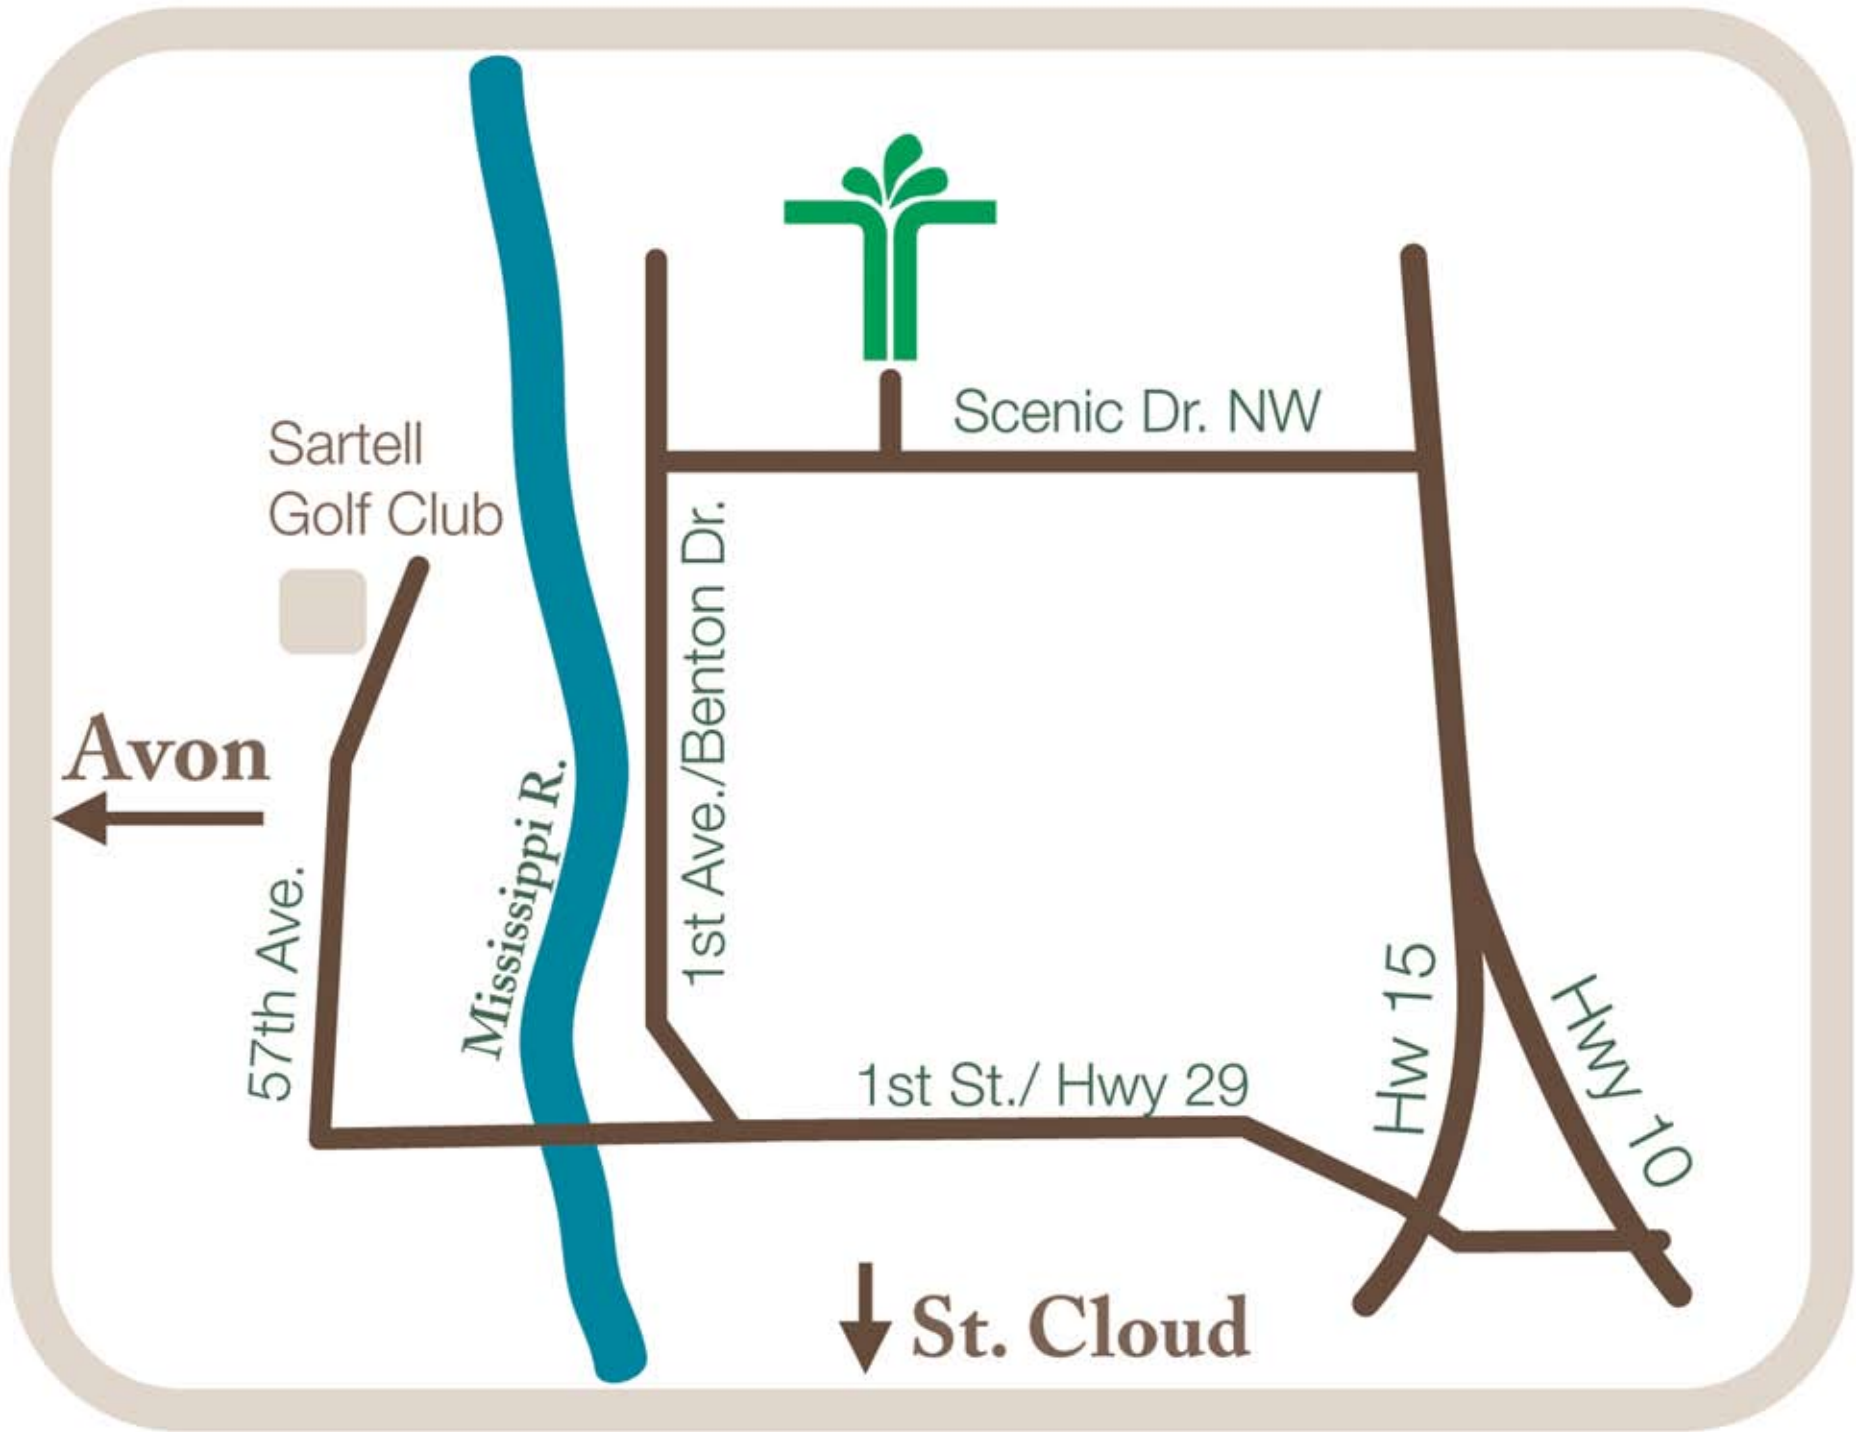 Scenic Dr. NW
Sartell
Golf Club
1st Ave./Benton Dr.
Avon
Mississippi R.
57th Ave.
Hw 15
Hwy 10
1st St./ Hwy 29
St. Cloud